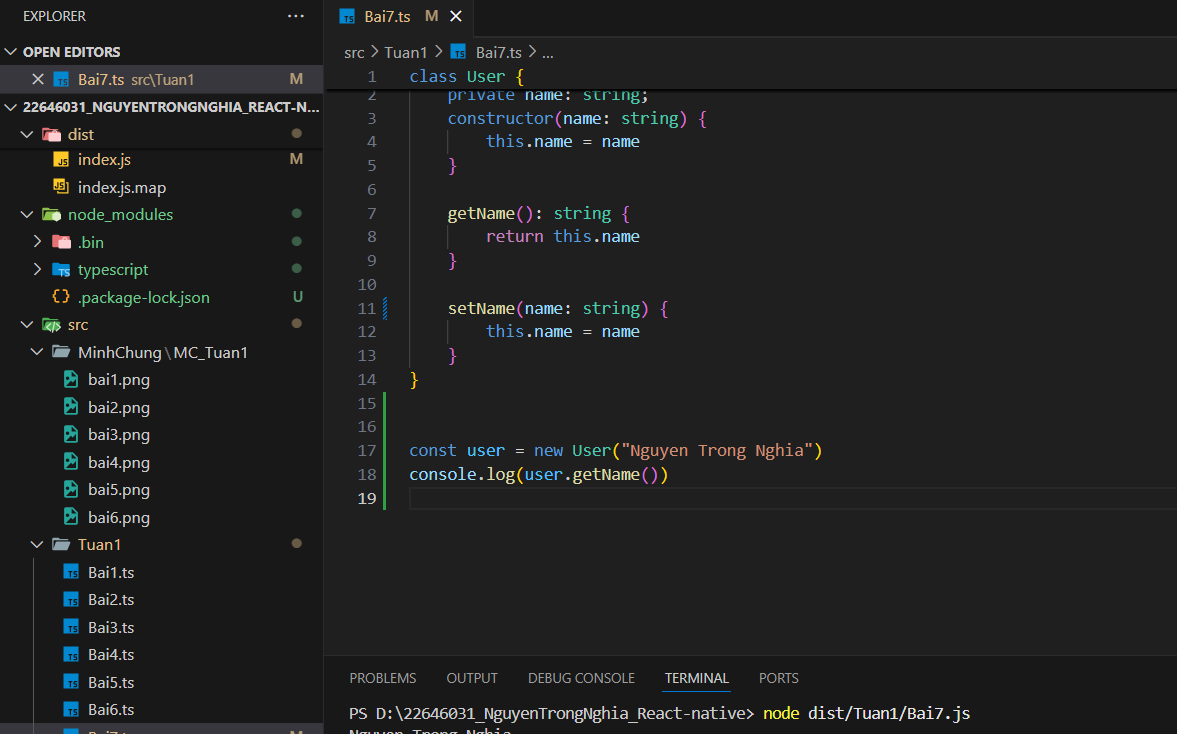 EXPLORER
OPEN EDITORS
Bai7.ts src\Tuan1 M
22646031_NGUYENTRONGNGHIA_REACT-N...
dist
index.js M
index.js.map
node_modules
.bin
typescript
.package-lock.json U
src
MinhChung\MC_Tuan1
bai1.png
bai2.png
bai3.png
bai4.png
bai5.png
bai6.png
Tuan1
Bai1.ts
Bai2.ts
Bai3.ts
Bai4.ts
Bai5.ts
Bai6.ts
Bai7.ts M
Bai7.ts M
src > Tuan1 > Bai7.ts > ...
1 class User {
2 private name: string;
3 constructor(name: string) {
4 this.name = name
5 }
6
7 getName(): string {
8 return this.name
9 }
10
11 setName(name: string) {
12 this.name = name
13 }
14 }
15
16
17 const user = new User("Nguyen Trong Nghia")
18 console.log(user.getName())
19
PROBLEMS OUTPUT DEBUG CONSOLE TERMINAL PORTS
PS D:\22646031_NguyenTrongNghia_React-native> node dist/Tuan1/Bai7.js
Nguyen Trong Nghia